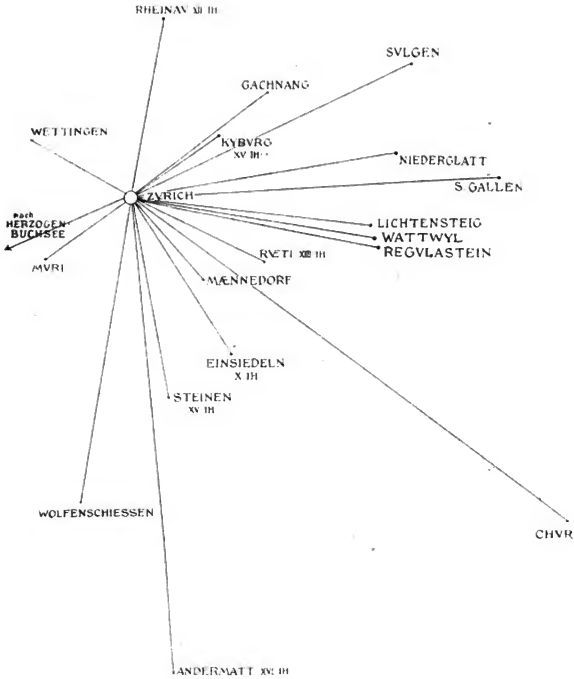 RHEINAV XII IH
SVLGEN
GACHNANG
WETTINGEN
KYBVRG
XV IH
NIEDERGLATT
S. GALLEN
ZVRICH
nach
HERZOGEN-
BUCHSEE
LICHTENSTEIG
WATTWYL
REGVLASTEIN
RVETI XIII IH
MVRI
MÆNNEDORF
EINSIEDELN
X IH
STEINEN
XV IH
WOLFENSCHIESSEN
CHVR
ANDERMATT XVI IH